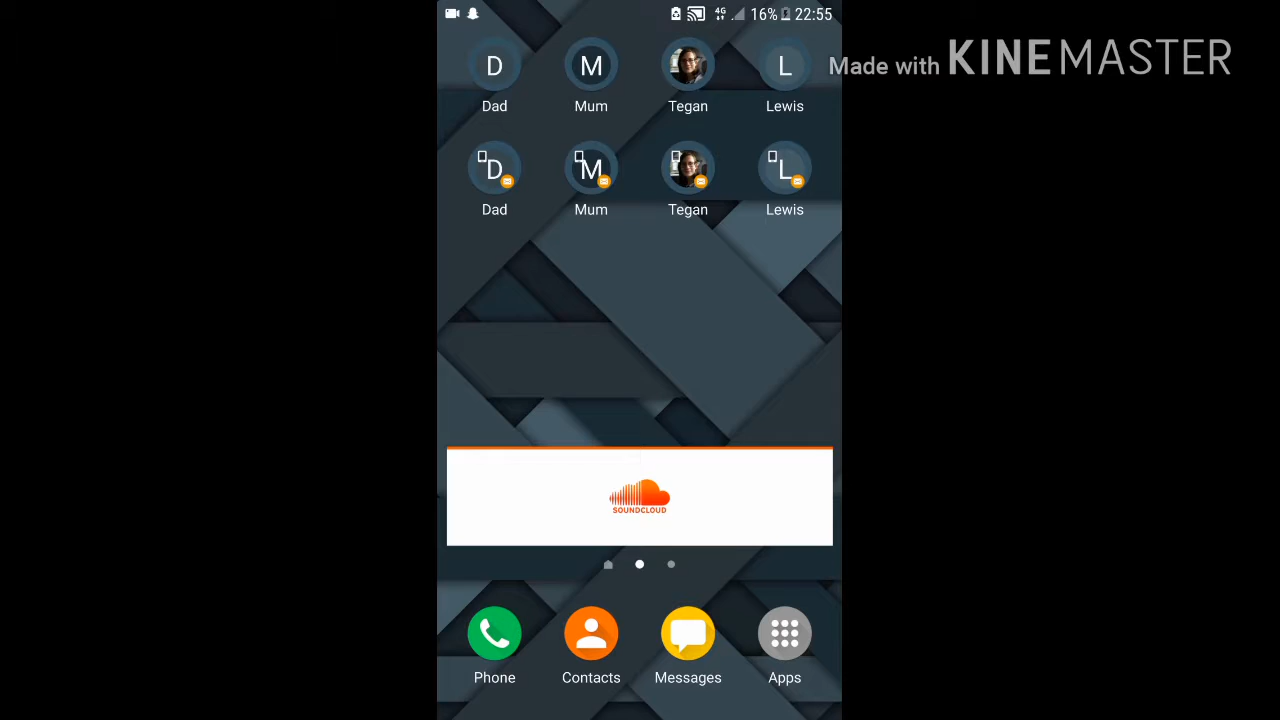 4G 16% 22:55
Made with KINEMASTER
D M L
Dad Mum Tegan Lewis
D M L
Dad Mum Tegan Lewis
SOUNDCLOUD
Phone Contacts Messages Apps